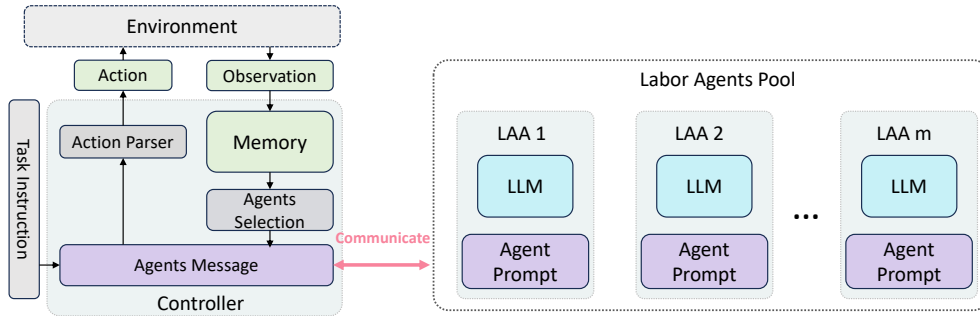 Environment
Action
Observation
Task Instruction
Action Parser
Memory
Agents
Selection
Agents Message
Controller
Communicate
Labor Agents Pool
LAA 1
LLM
Agent
Prompt
LAA 2
LLM
Agent
Prompt
...
LAA m
LLM
Agent
Prompt